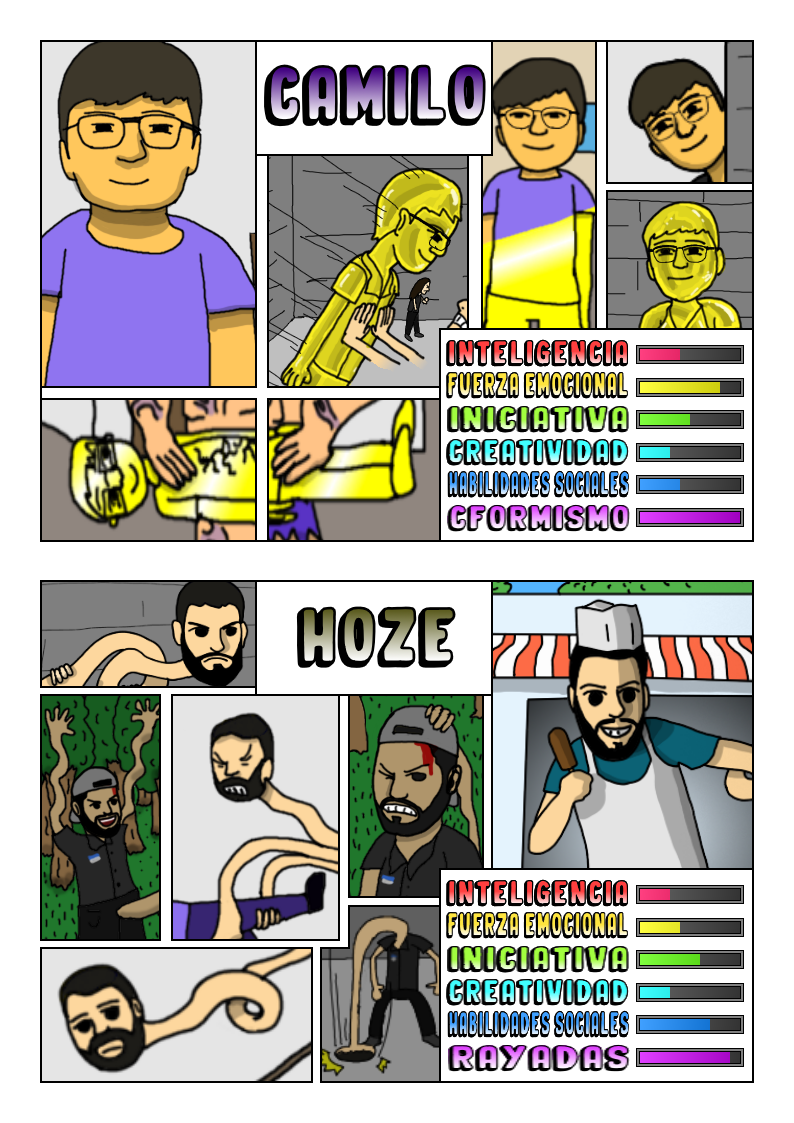 CAMILO
INTELIGENCIA
FUERZA EMOCIONAL
INICIATIVA
CREATIVIDAD
HABILIDADES SOCIALES
CFORMISMO
HOZE
INTELIGENCIA
FUERZA EMOCIONAL
INICIATIVA
CREATIVIDAD
HABILIDADES SOCIALES
RAYADAS